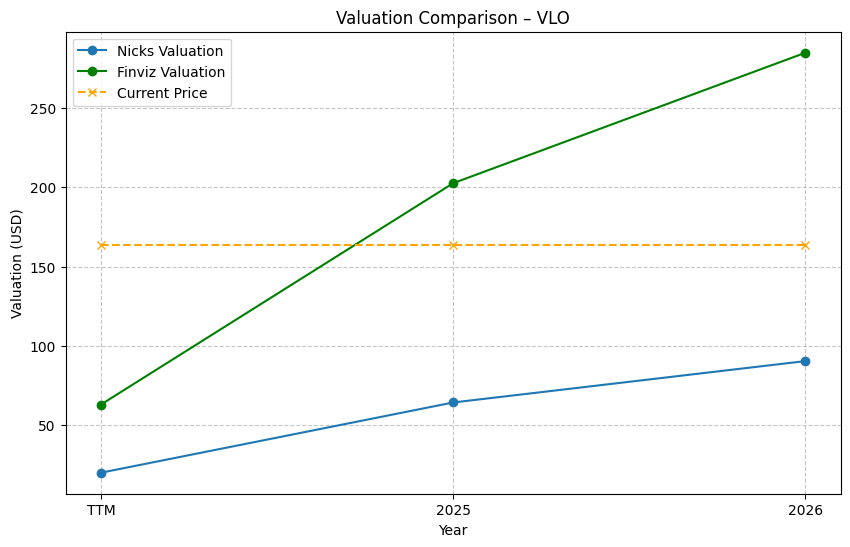 Valuation Comparison – VLO
Nicks Valuation
Finviz Valuation
Current Price
Valuation (USD)
250
200
150
100
50
TTM
2025
2026
Year